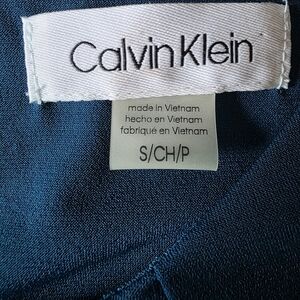 Calvin Klein
made in Vietnam
hecho en Vietnam
fabriqué en Vietnam
S/CH/P